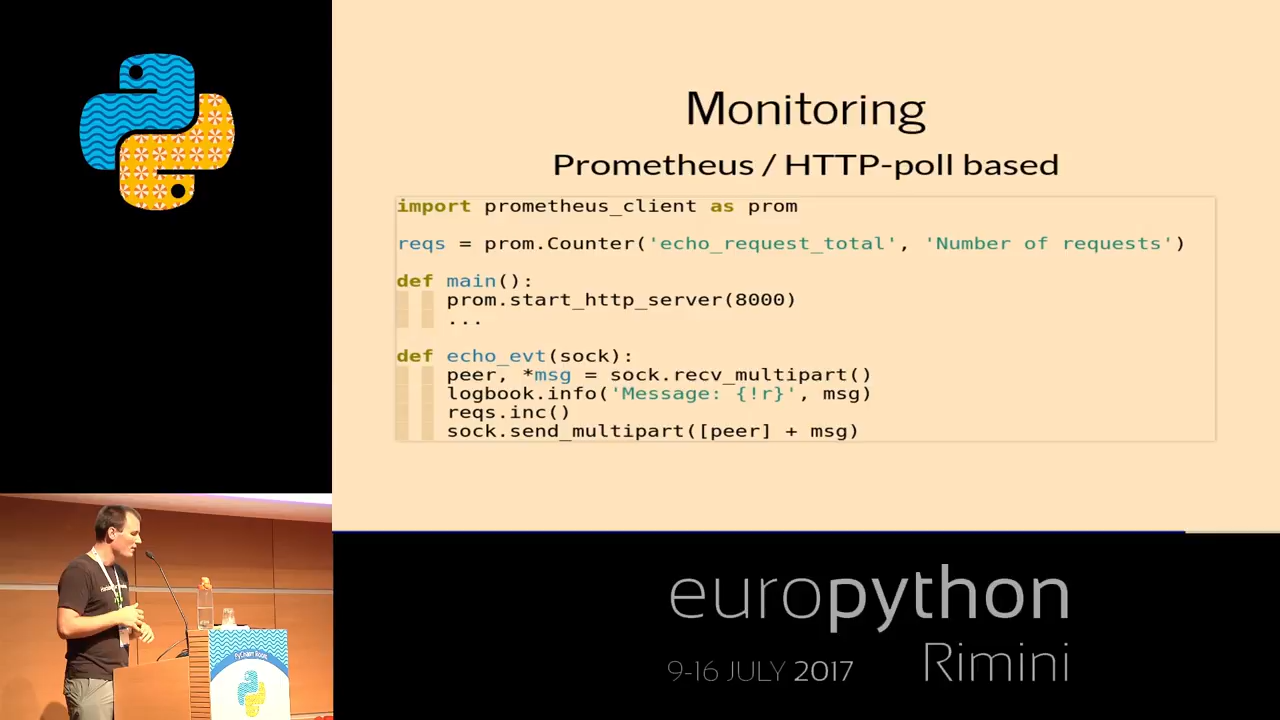 Monitoring
Prometheus / HTTP-poll based
import prometheus_client as prom
reqs = prom.Counter('echo_request_total', 'Number of requests')
def main():
prom.start_http_server(8000)
...
def echo_evt(sock):
peer, *msg = sock.recv_multipart()
logbook.info('Message: {!r}', msg)
reqs.inc()
sock.send_multipart([peer] + msg)
europython
Rimini
9-16 JULY 2017